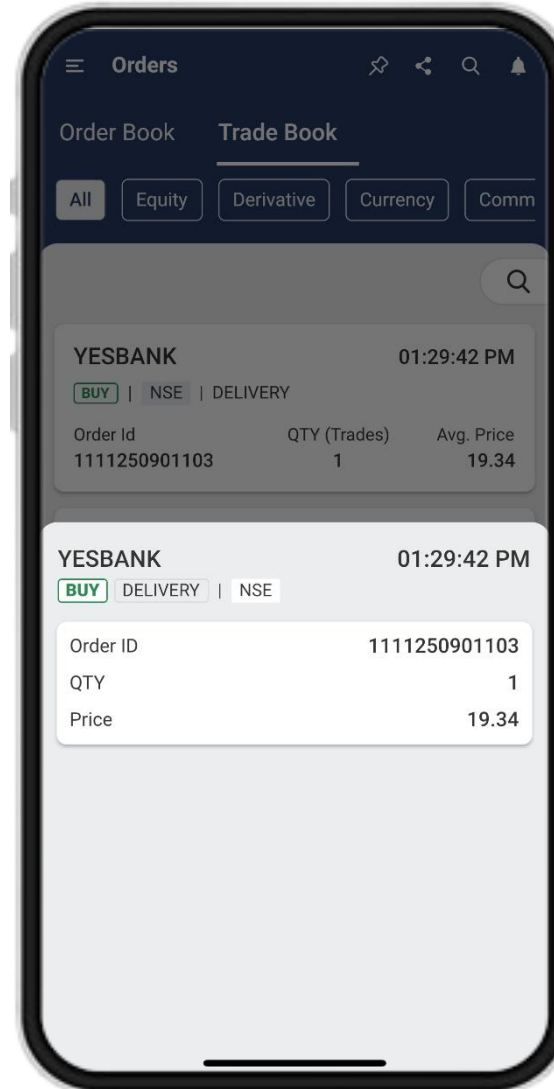 Orders
Order Book Trade Book
All Equity Derivative Currency Comm
YESBANK 01:29:42 PM
BUY | NSE | DELIVERY
Order Id QTY (Trades) Avg. Price
1111250901103 1 19.34
YESBANK 01:29:42 PM
BUY DELIVERY | NSE
Order ID 1111250901103
QTY 1
Price 19.34